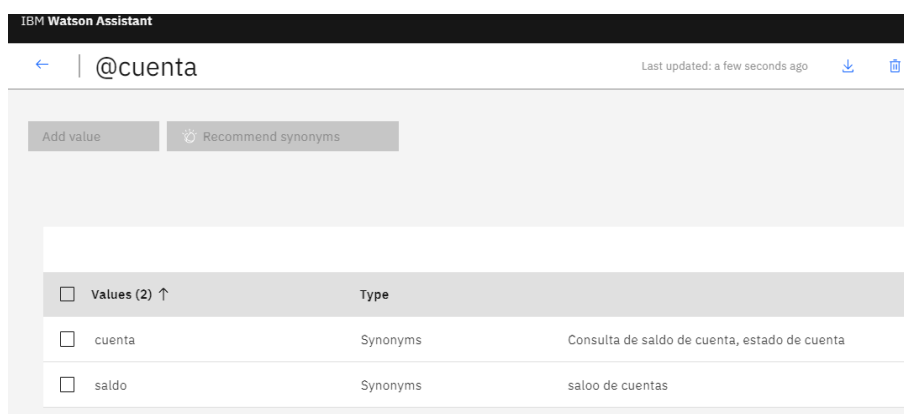 IBM Watson Assistant
← | @cuenta Last updated: a few seconds ago
Add value Recommend synonyms
Values (2) ↑ Type
cuenta Synonyms Consulta de saldo de cuenta, estado de cuenta
saldo Synonyms saloo de cuentas